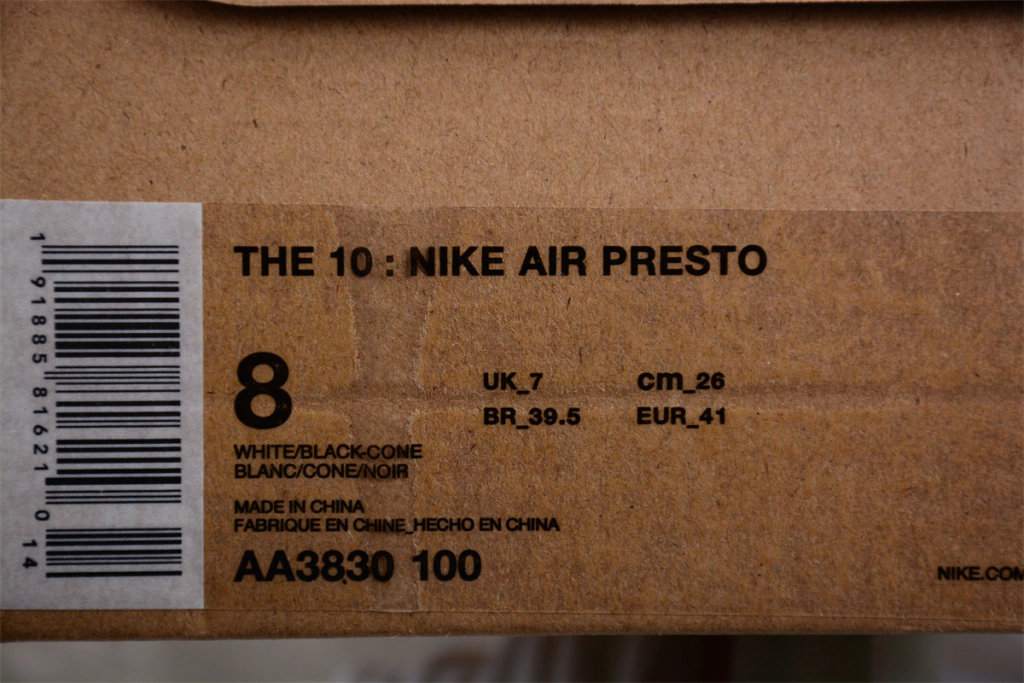 THE 10 : NIKE AIR PRESTO
8
UK_7 cm_26
BR_39.5 EUR_41
WHITE/BLACK-CONE
BLANC/CONE/NOIR
MADE IN CHINA
FABRIQUE EN CHINE_HECHO EN CHINA
AA3830 100
NIKE.COM
1 91885 81621 0 14